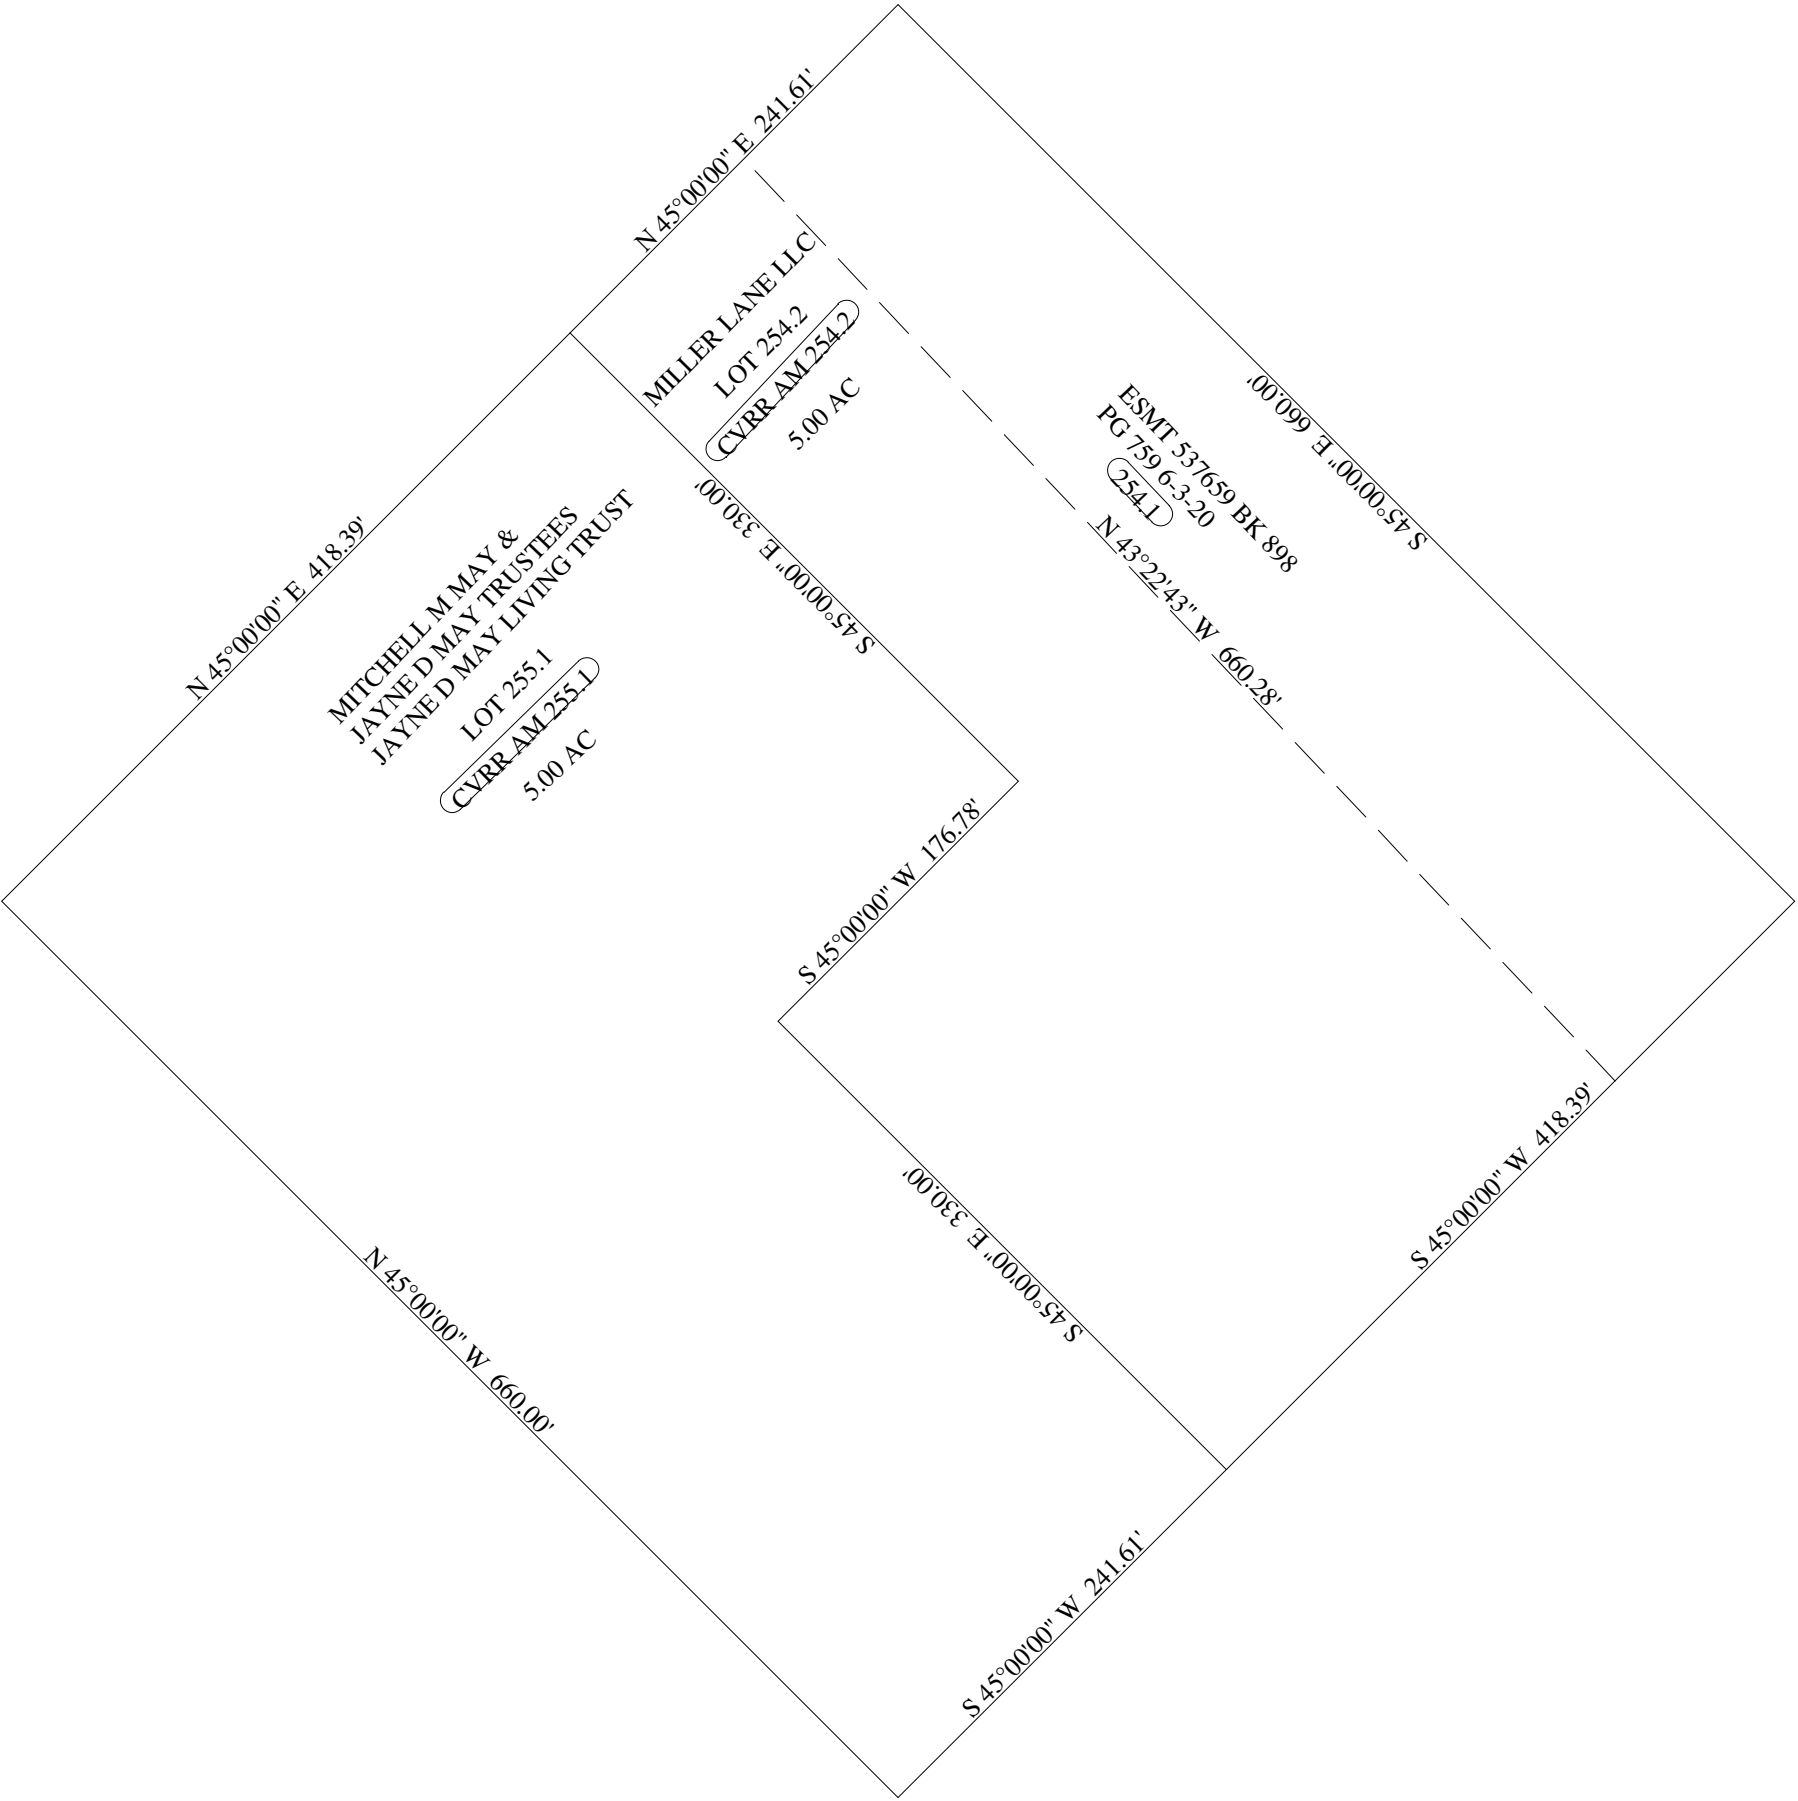 N 45°00'00" E  241.61'
MILLER LANE LLC
LOT 254.2
CVRR AM 254.2
5.00 AC
S 45°00'00" E  660.00'
ESMT 537659 BK 898
PG 759 6-3-20
254.1
N 43°22'43" W  660.28'
S 45°00'00" E  330.00'
N 45°00'00" E  418.39'
MITCHELL M MAY &
JAYNE D MAY TRUSTEES
JAYNE D MAY LIVING TRUST
LOT 255.1
CVRR AM 255.1
5.00 AC
S 45°00'00" W  176.78'
S 45°00'00" E  330.00'
S 45°00'00" W  418.39'
N 45°00'00" W  660.00'
S 45°00'00" W  241.61'